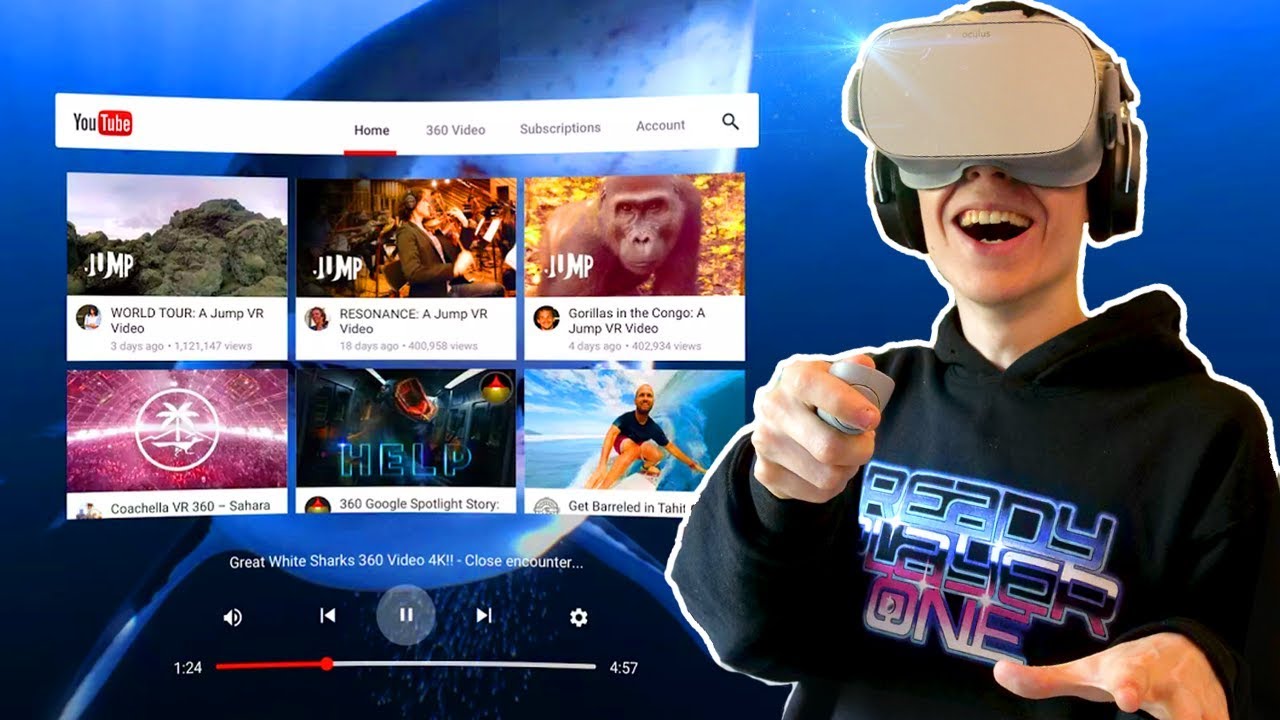 oculus
YouTube
Home 360 Video Subscriptions Account
JUMP
JUMP
JUMP
WORLD TOUR: A Jump VR
Video
3 days ago • 1,121,147 views
RESONANCE: A Jump VR
Video
18 days ago • 400,958 views
Gorillas in the Congo: A
Jump VR Video
4 days ago • 402,934 views
HELP
Coachella VR 360 – Sahara
360 Google Spotlight Story:
Get Barreled in Tahit
Great White Sharks 360 Video 4K!! - Close encounter...
1:24 4:57
READY
PLAYER
ONE